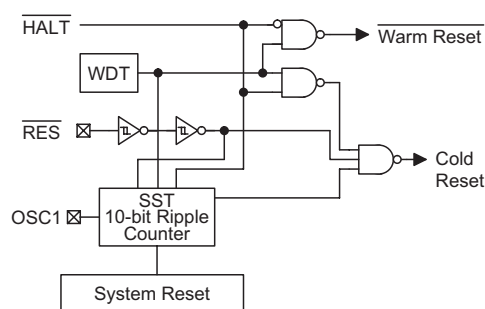 HALT
Warm Reset
WDT
RES
Cold
Reset
SST
OSC1
10-bit Ripple
Counter
System Reset